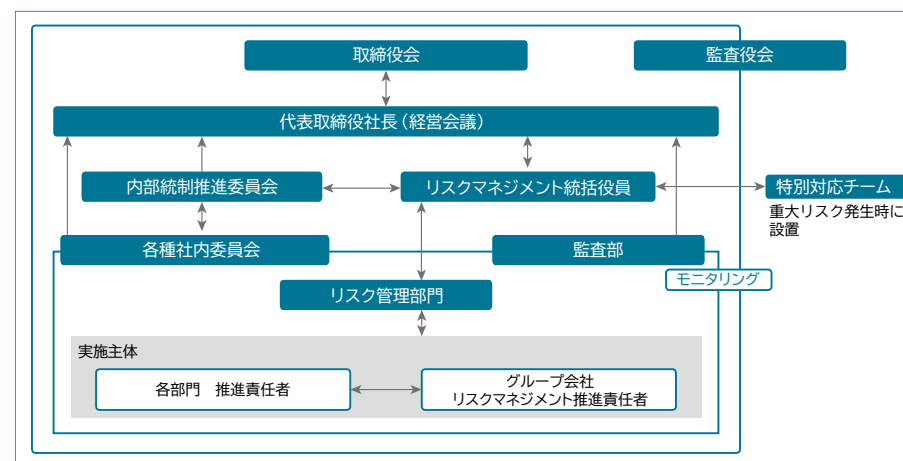 取締役会
監査役会
代表取締役社長（経営会議）
内部統制推進委員会
リスクマネジメント統括役員
特別対応チーム
重大リスク発生時に
設置
各種社内委員会
監査部
モニタリング
リスク管理部門
実施主体
各部門　推進責任者
グループ会社
リスクマネジメント推進責任者